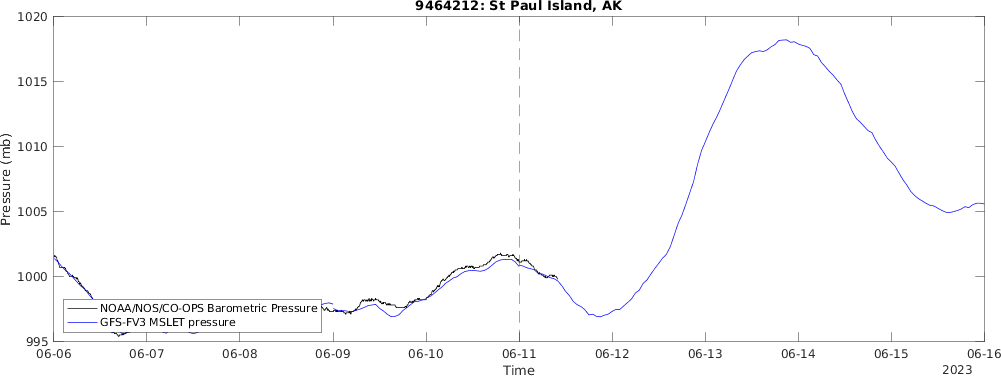 9464212: St Paul Island, AK
1020
1015
1010
1005
1000
995
Pressure (mb)
NOAA/NOS/CO-OPS Barometric Pressure
GFS-FV3 MSLET pressure
06-06 06-07 06-08 06-09 06-10 06-11 06-12 06-13 06-14 06-15 06-16
Time
2023